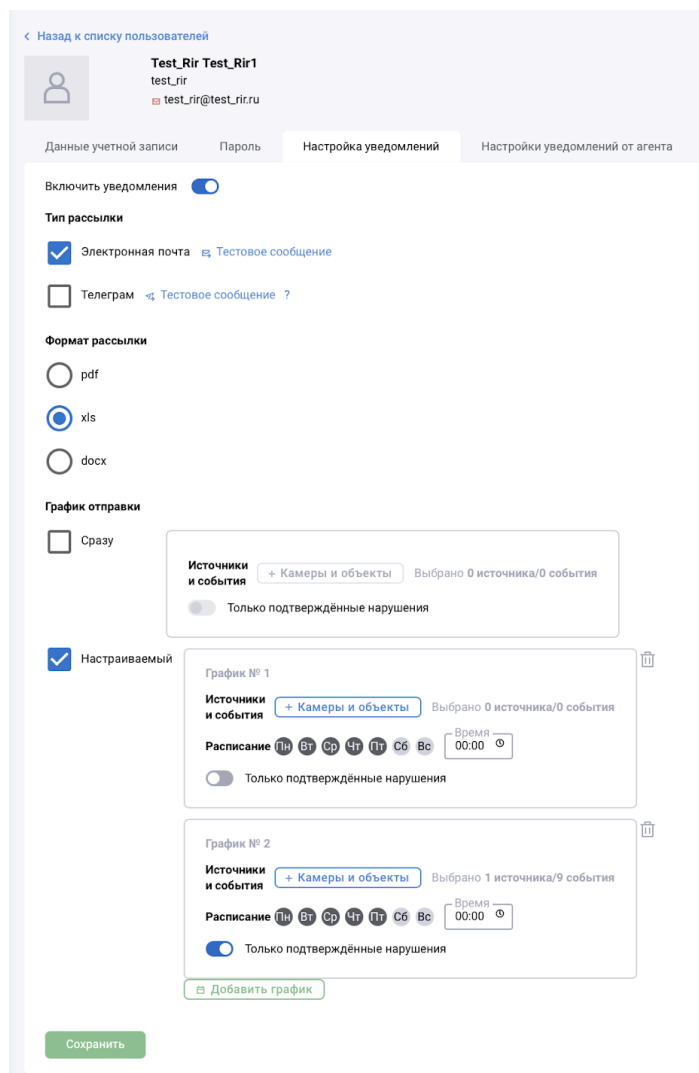 Назад к списку пользователей
Test_Rir Test_Rir1
test_rir
test_rir@test_rir.ru
Данные учетной записи Пароль Настройка уведомлений Настройки уведомлений от агента
Включить уведомления
Тип рассылки
Электронная почта Тестовое сообщение
Телеграм Тестовое сообщение ?
Формат рассылки
pdf
xls
docx
График отправки
Сразу
Источники
и события + Камеры и объекты Выбрано 0 источника/0 события
Только подтверждённые нарушения
Настраиваемый
График № 1
Источники
и события + Камеры и объекты Выбрано 0 источника/0 события
Время
Расписание Пн Вт Ср Чт Пт Сб Вс 00:00
Только подтверждённые нарушения
График № 2
Источники
и события + Камеры и объекты Выбрано 1 источника/9 события
Время
Расписание Пн Вт Ср Чт Пт Сб Вс 00:00
Только подтверждённые нарушения
Добавить график
Сохранить